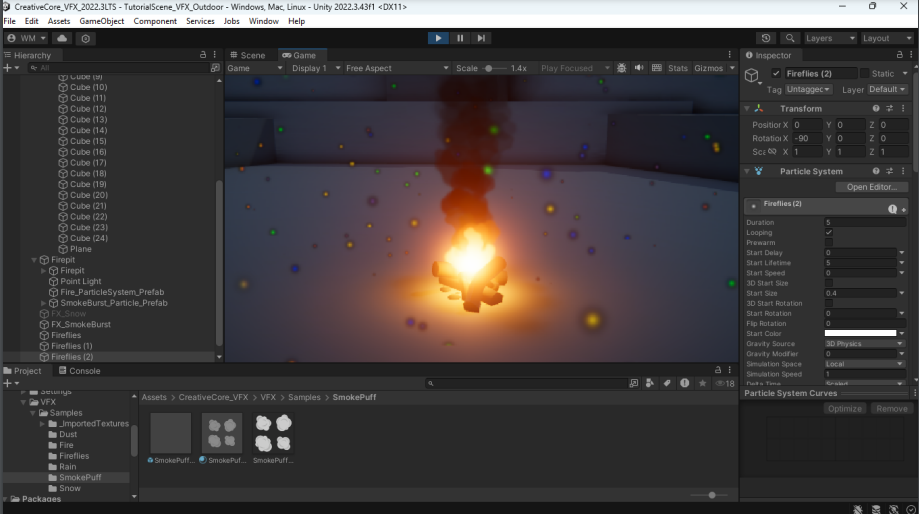 CreativeCore_VFX_2022.3LTS - TutorialScene_VFX_Outdoor - Windows, Mac, Linux - Unity 2022.3.43f1 <DX11>
File Edit Assets GameObject Component Services Jobs Window Help
WM Layers Layout
Hierarchy Scene Game Inspector
All Game Display 1 Free Aspect Scale 1.4x Play Focused Stats Gizmos
Fireflies (2) Static
Tag Untagged Layer Default
Cube (9)
Cube (10)
Cube (11)
Cube (12)
Cube (13)
Cube (14)
Cube (15)
Cube (16)
Cube (17)
Cube (18)
Cube (19)
Cube (20)
Cube (21)
Cube (22)
Cube (23)
Cube (24)
Plane
Firepit
Firepit
Point Light
Fire_ParticleSystem_Prefab
SmokeBurst_Particle_Prefab
FX_Snow
FX_SmokeBurst
Fireflies
Fireflies (1)
Fireflies (2)
Transform
Position X 0 Y 0 Z 0
Rotatio X -90 Y 0 Z 0
Sca X 1 Y 1 Z 1
Particle System
Open Editor...
Fireflies (2)
Duration 5
Looping
Prewarm
Start Delay 0
Start Lifetime 5
Start Speed 0
3D Start Size
Start Size 0.4
3D Start Rotation
Start Rotation 0
Flip Rotation 0
Start Color
Gravity Source 3D Physics
Gravity Modifier 0
Simulation Space Local
Simulation Speed 1
Delta Time Scaled
Particle System Curves
Optimize Remove
Project Console
18
Settings
VFX
Samples
_ImportedTextures
Dust
Fire
Fireflies
Rain
SmokePuff
Snow
Packages
Assets > CreativeCore_VFX > VFX > Samples > SmokePuff
SmokePuff... SmokePuf... SmokePuf...